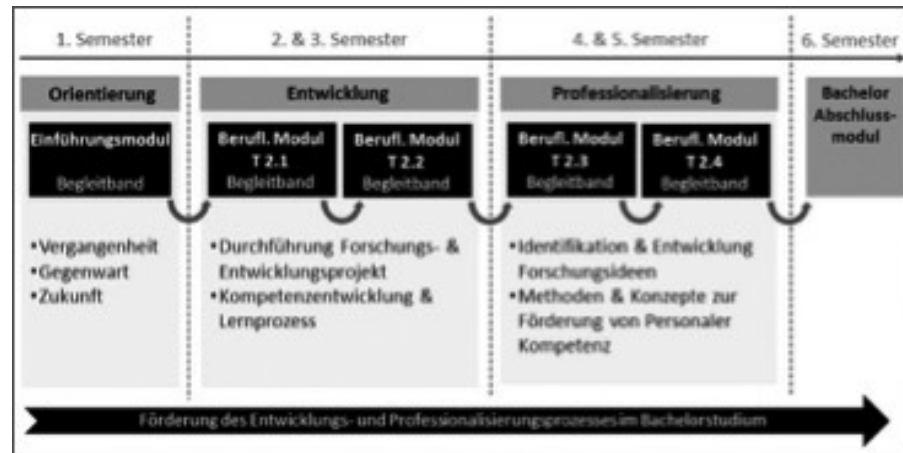 1. Semester
2. & 3. Semester
4. & 5. Semester
6. Semester
Orientierung
Entwicklung
Professionalisierung
Bachelor
Abschluss-
modul
Einführungsmodul
Begleitband
Berufl. Modul
T 2.1
Begleitband
Berufl. Modul
T 2.2
Begleitband
Berufl. Modul
T 2.3
Begleitband
Berufl. Modul
T 2.4
Begleitband
•Vergangenheit
•Gegenwart
•Zukunft
•Durchführung Forschungs- &
Entwicklungsprojekt
•Kompetenzentwicklung &
Lernprozess
•Identifikation & Entwicklung
Forschungsideen
•Methoden & Konzepte zur
Förderung von Personaler
Kompetenz
Förderung des Entwicklungs- und Professionalisierungsprozesses im Bachelorstudium